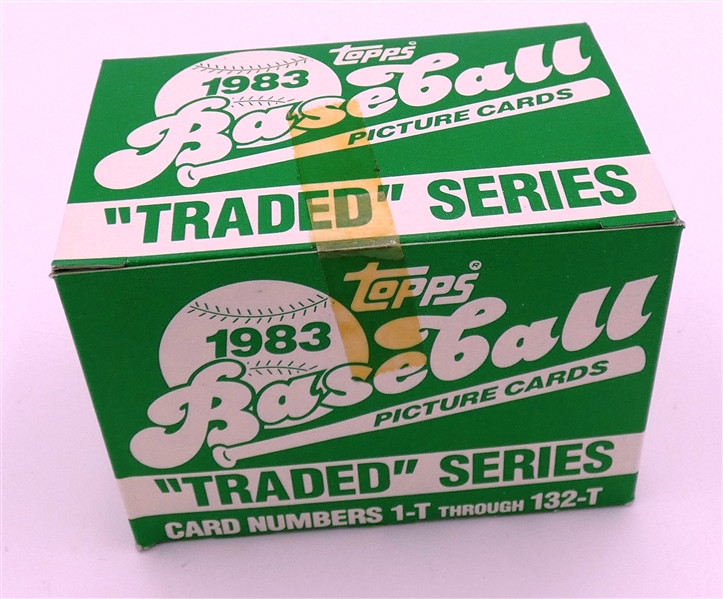 Topps
1983
Baseball
PICTURE CARDS
"TRADED" SERIES
Topps®
1983
Baseball
PICTURE CARDS
"TRADED" SERIES
CARD NUMBERS 1-T THROUGH 132-T